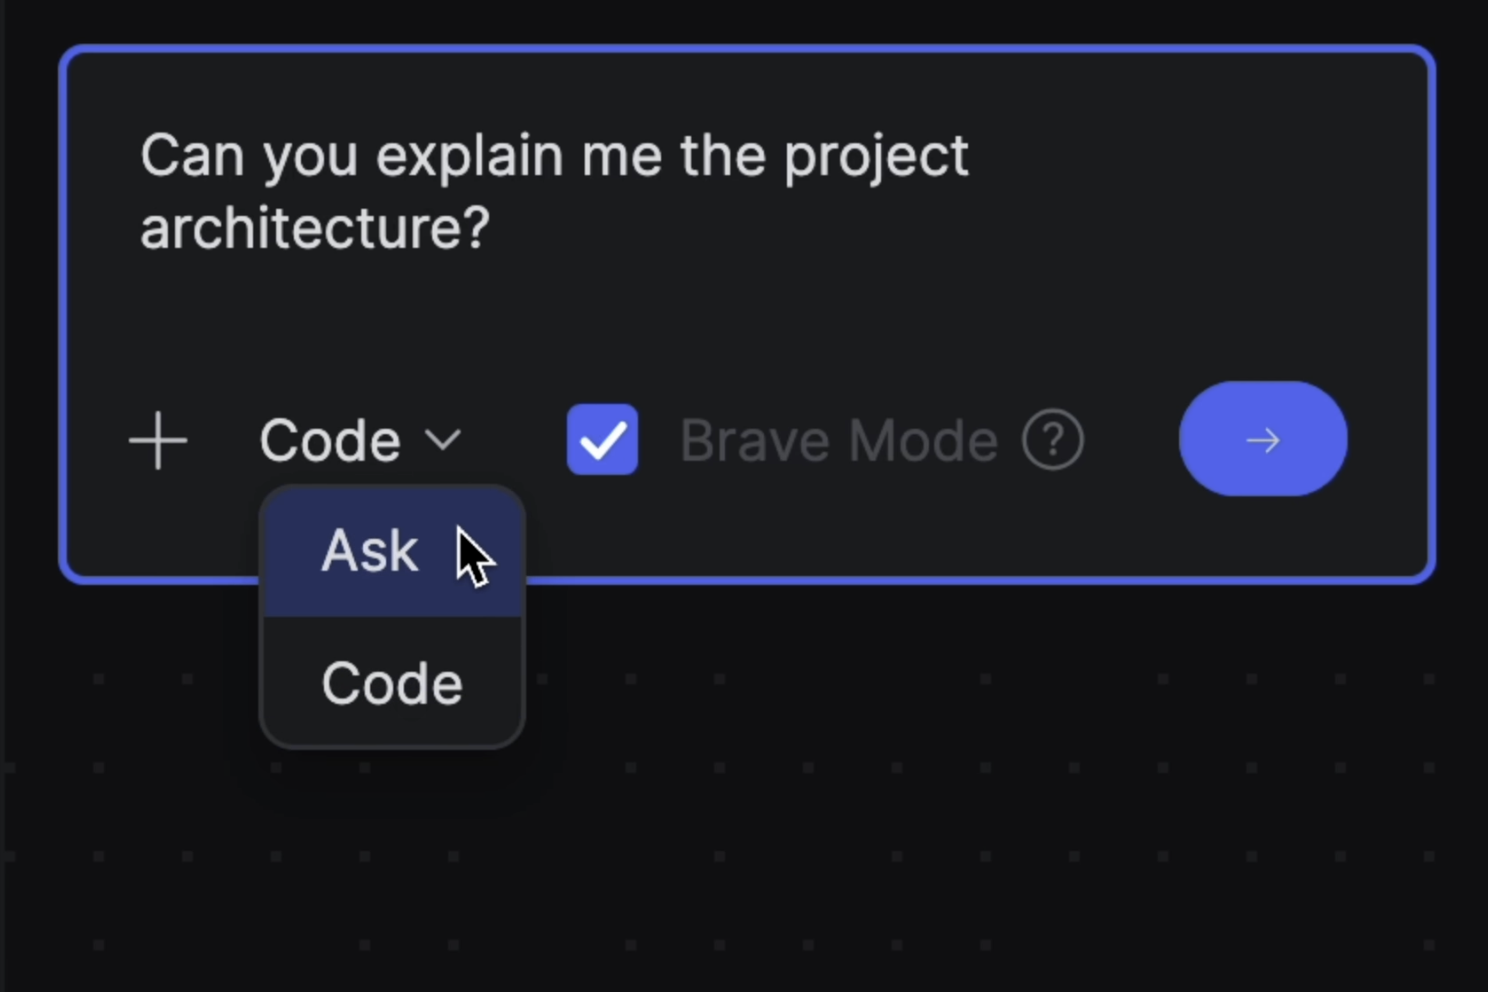 Can you explain me the project
architecture?
Code
Brave Mode ?
Ask
Code